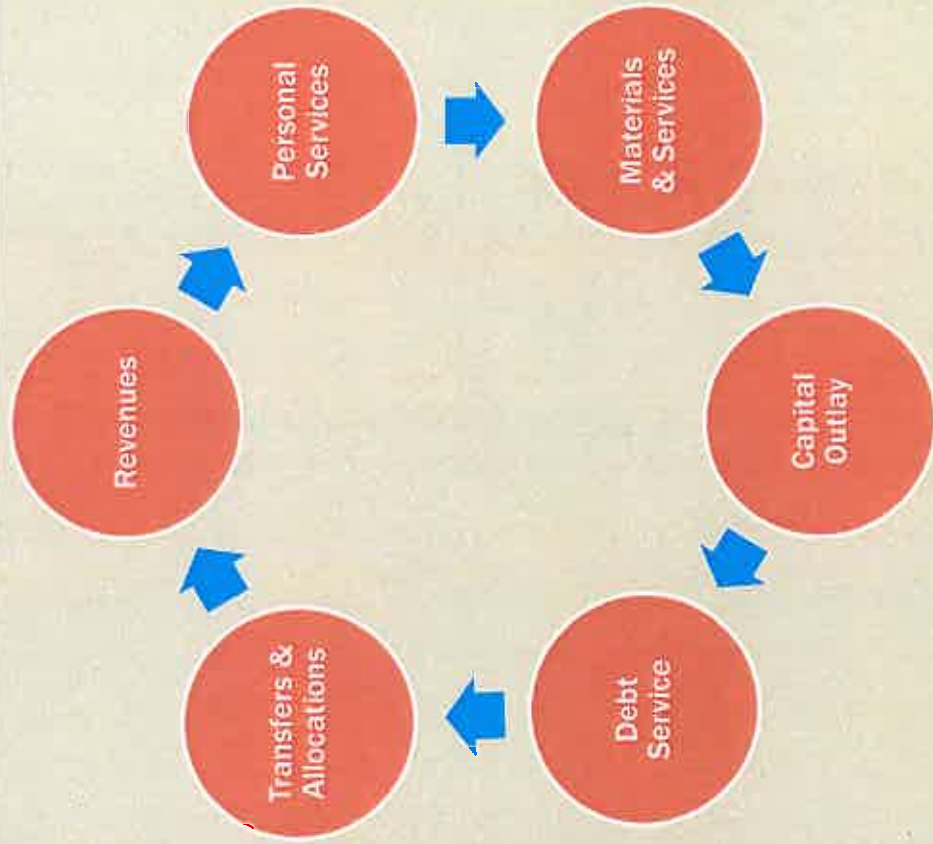 Revenues
Personal
Services
Materials
& Services
Capital
Outlay
Debt
Service
Transfers &
Allocations